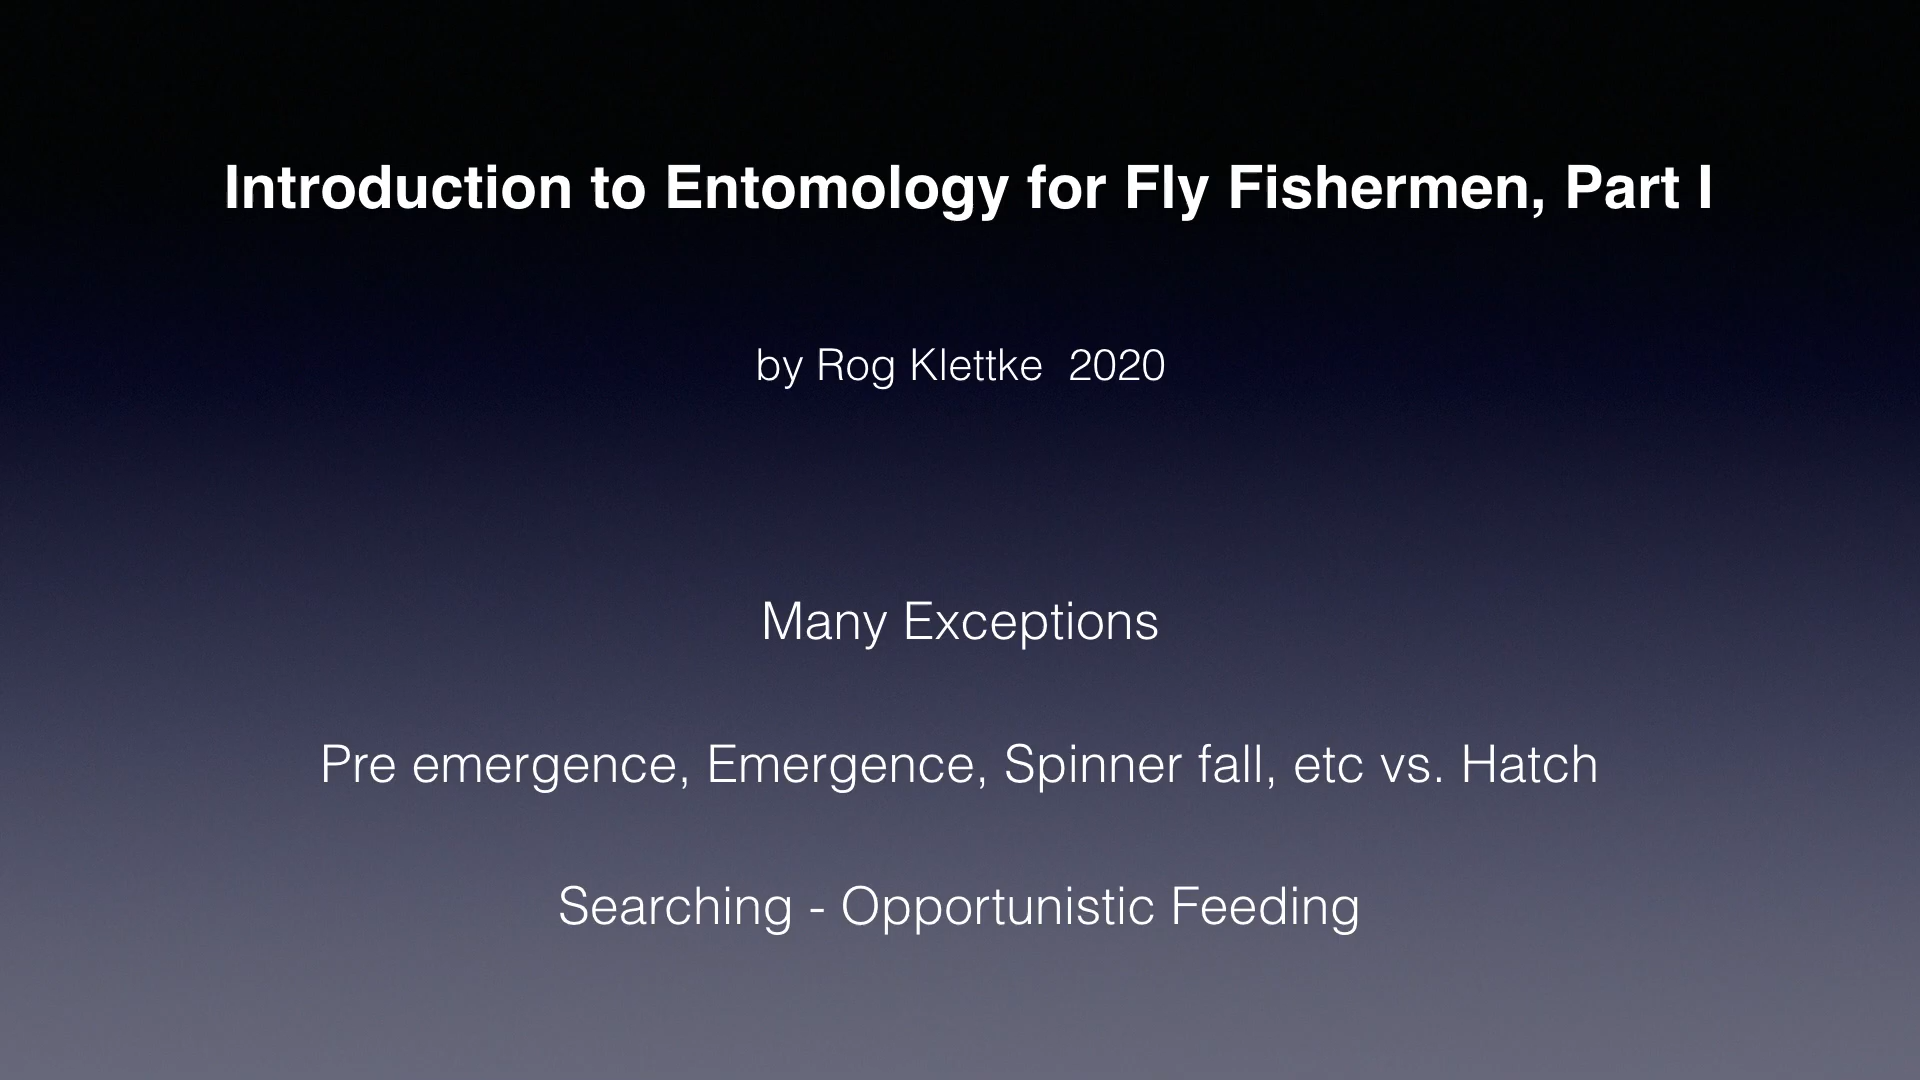 Introduction to Entomology for Fly Fishermen, Part I
by Rog Klettke  2020
Many Exceptions
Pre emergence, Emergence, Spinner fall, etc vs. Hatch
Searching - Opportunistic Feeding